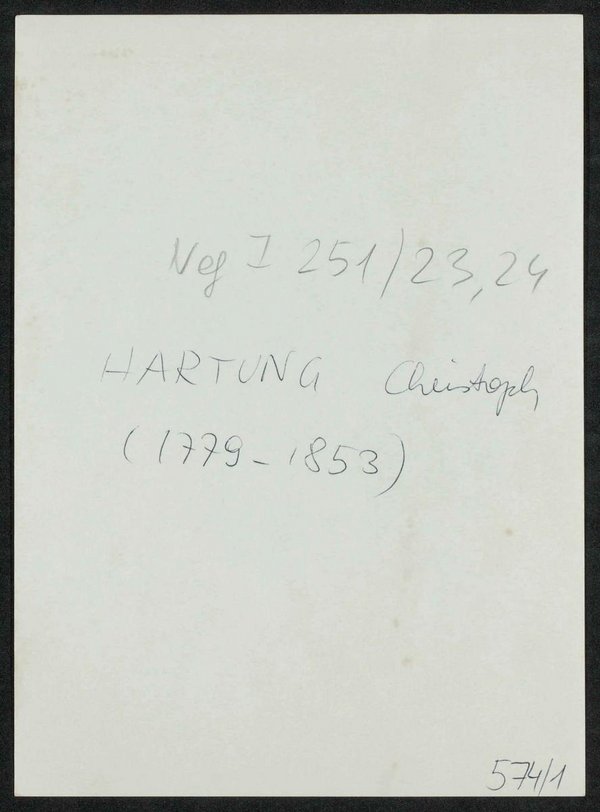 Neg I 251/23,24
HARTUNG Christoph
(1779-1853)
574/1